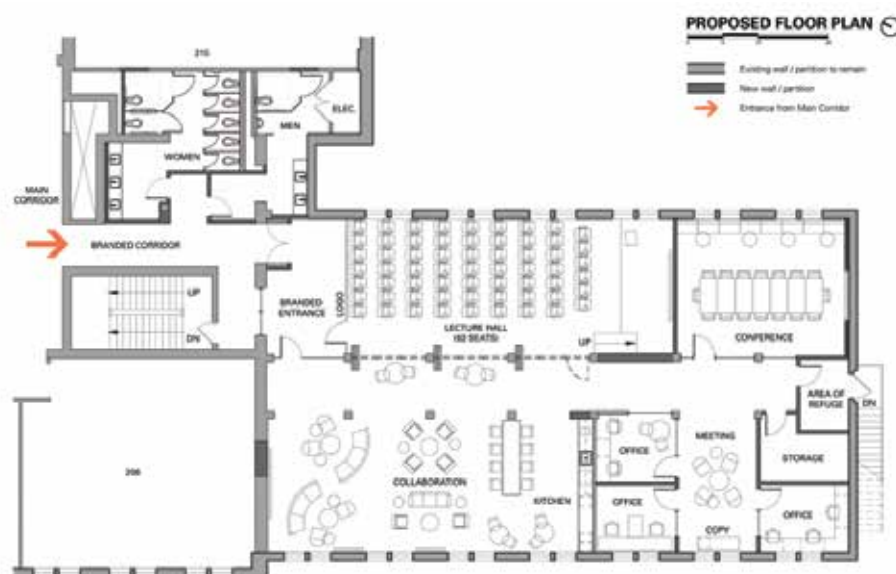 PROPOSED FLOOR PLAN
Existing wall / partition to remain
New wall / partition
Entrance from Main Corridor
215
ELEC.
MEN
WOMEN
MAIN
CORRIDOR
BRANDED CORRIDOR
UP
DN
BRANDED
ENTRANCE
LOGO
LECTURE HALL
(62 SEATS)
UP
CONFERENCE
AREA OF
REFUGE
DN
206
COLLABORATION
KITCHEN
OFFICE
MEETING
STORAGE
OFFICE
COPY
OFFICE